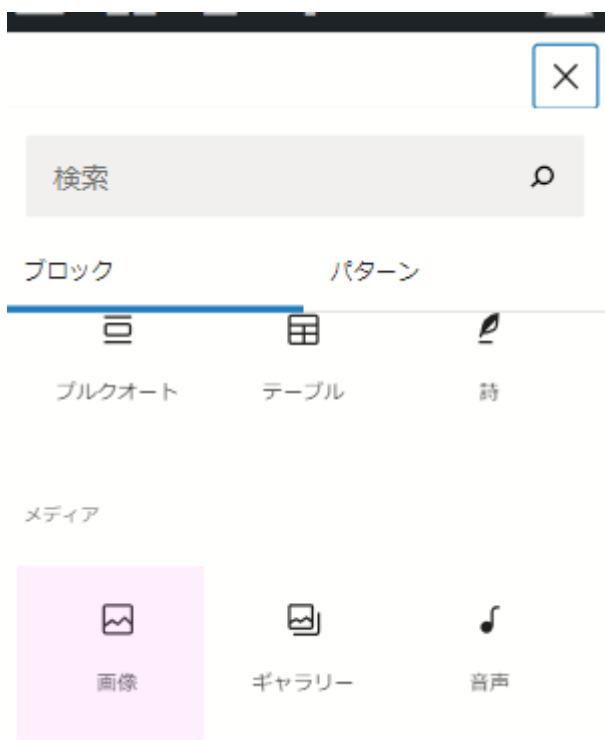 検索
ブロック パターン
プルクオート テーブル 詩
メディア
画像 ギャラリー 音声